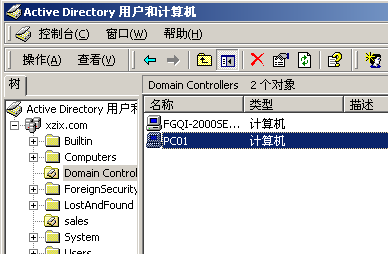 Active Directory 用户和计算机
控制台(C) 窗口(W) 帮助(H)
操作(A) 查看(V)
树
Domain Controllers 2 个对象
Active Directory 用户和
名称 类型 描述
xzix.com
FGQI-2000SE... 计算机
Builtin
PC01 计算机
Computers
Domain Control
ForeignSecurity
LostAndFound
sales
System
Users